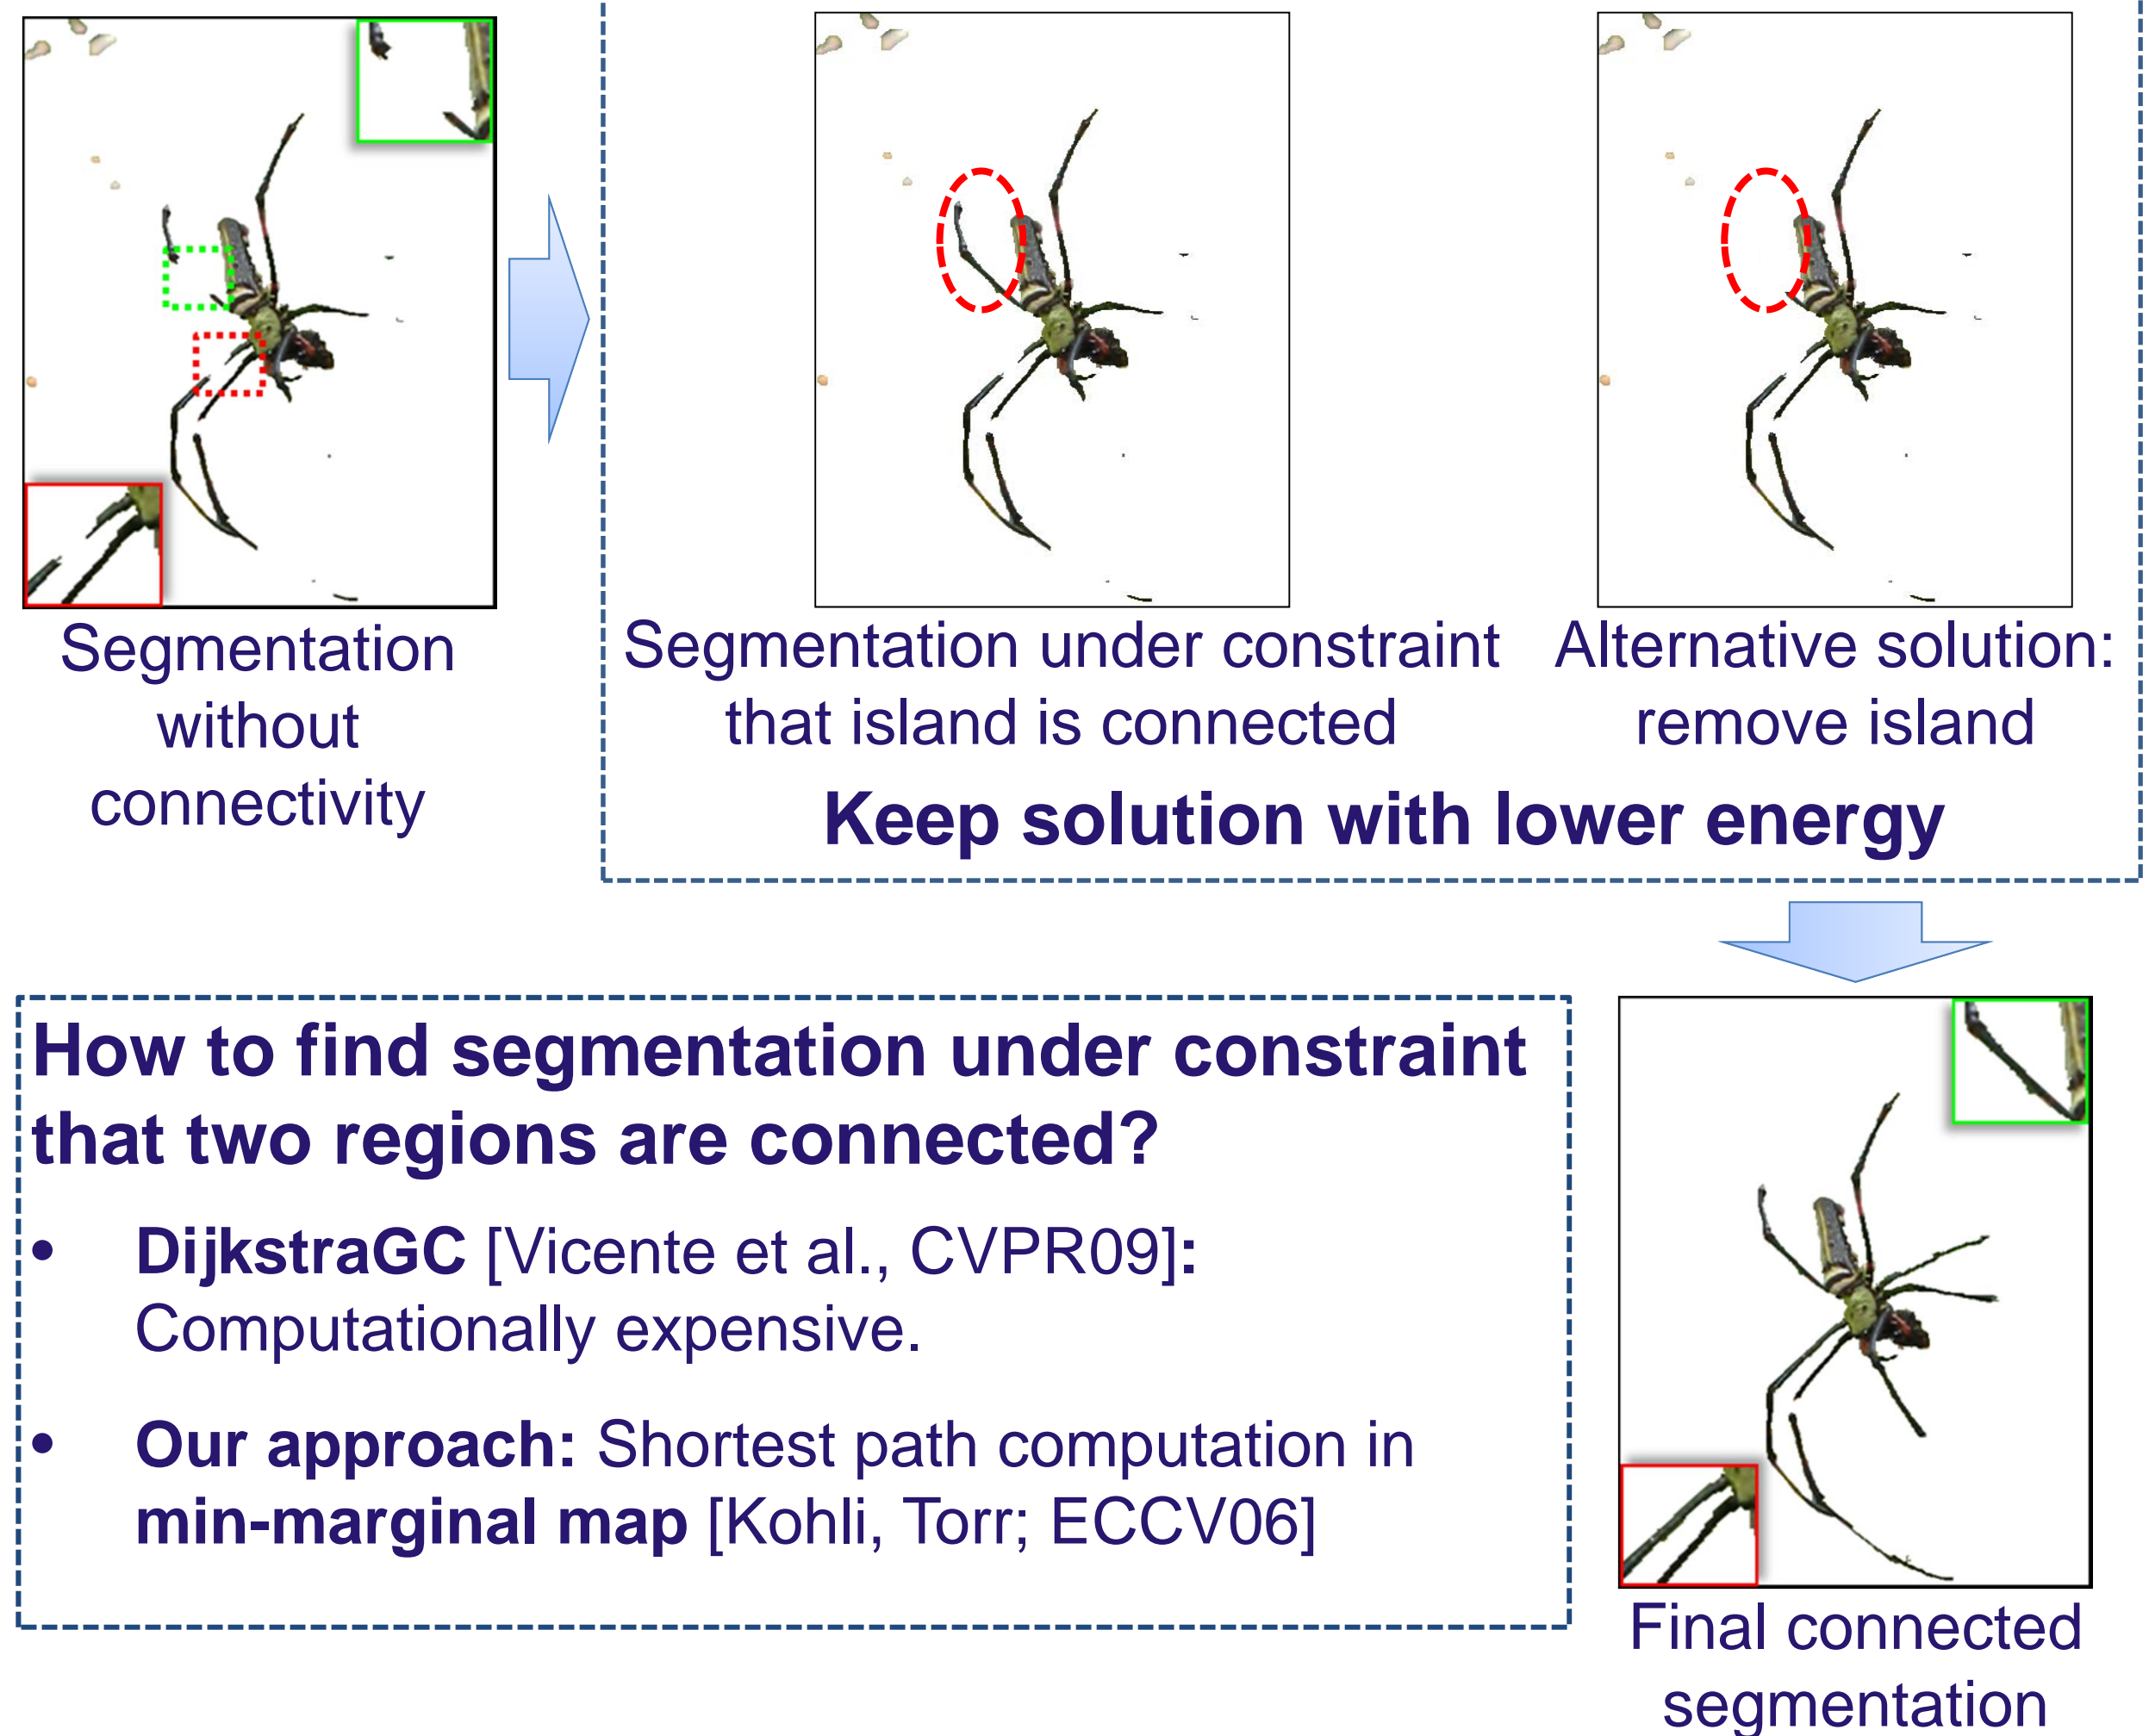 Segmentation
without
connectivity
Segmentation under constraint
that island is connected
Alternative solution:
remove island
Keep solution with lower energy
How to find segmentation under constraint
that two regions are connected?
• DijkstraGC [Vicente et al., CVPR09]:
Computationally expensive.
• Our approach: Shortest path computation in
min-marginal map [Kohli, Torr; ECCV06]
Final connected
segmentation